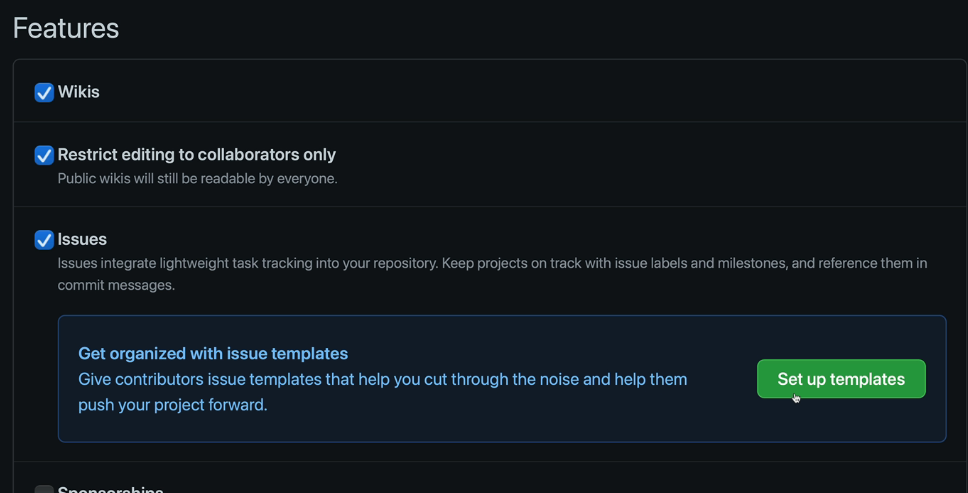 Features
Wikis
Restrict editing to collaborators only
Public wikis will still be readable by everyone.
Issues
Issues integrate lightweight task tracking into your repository. Keep projects on track with issue labels and milestones, and reference them in
commit messages.
Get organized with issue templates
Give contributors issue templates that help you cut through the noise and help them
push your project forward.
Set up templates
Sponsorships